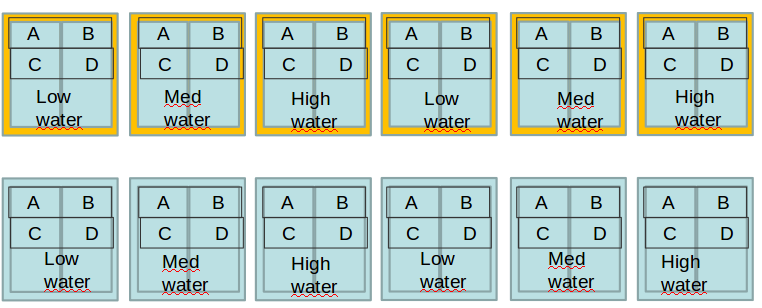 A B A B A B A B A B A B
C D C D C D C D C D C D
Low Med High Low Med High
water water water water water water
A B A B A B A B A B A B
C D C D C D C D C D C D
Low Med High Low Med High
water water water water water water